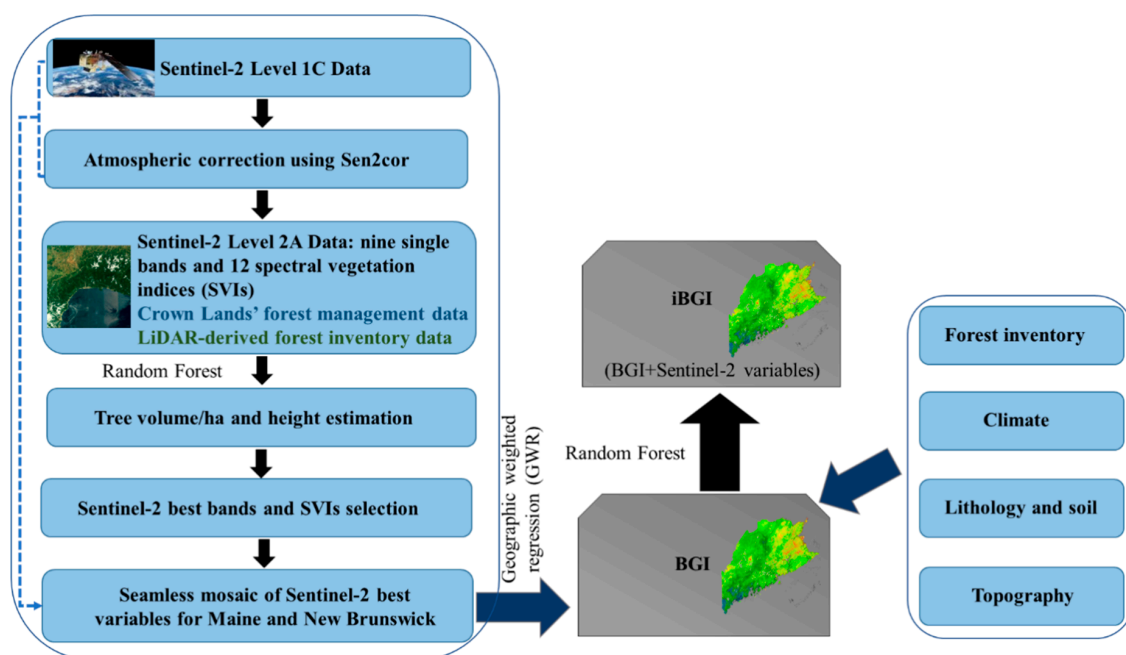 Sentinel-2 Level 1C Data
Atmospheric correction using Sen2cor
Sentinel-2 Level 2A Data: nine single
bands and 12 spectral vegetation
indices (SVIs)
Crown Lands’ forest management data
LiDAR-derived forest inventory data
Random Forest
Tree volume/ha and height estimation
Sentinel-2 best bands and SVIs selection
Seamless mosaic of Sentinel-2 best
variables for Maine and New Brunswick
Geographic weighted
regression (GWR)
iBGI
(BGI+Sentinel-2 variables)
Random Forest
BGI
Forest inventory
Climate
Lithology and soil
Topography